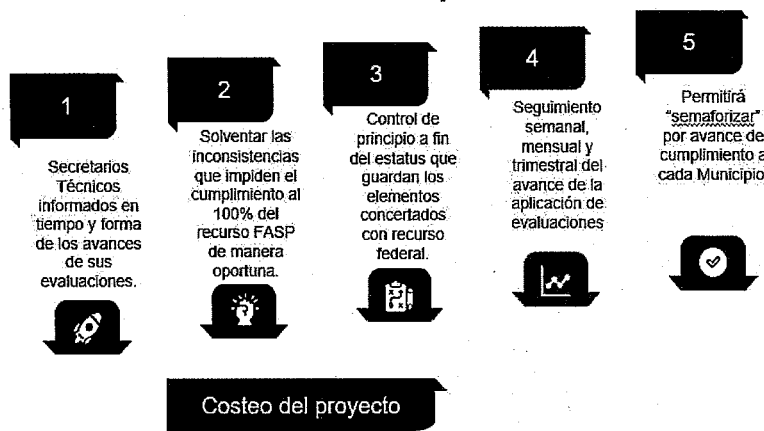 1
Secretarios
Técnicos
informados en
tiempo y forma
de los avances
de sus
evaluaciones.
2
Solventar las
inconsistencias
que impiden el
cumplimiento al
100% del
recurso FASP
de manera
oportuna.
3
Control de
principio a fin
del estatus que
guardan los
elementos
concertados
con recurso
federal.
4
Seguimiento
semanal,
mensual y
trimestral del
avance de la
aplicación de
evaluaciones
5
Permitirá
"semaforizar"
por avance de
cumplimiento a
cada Municipio
Costeo del proyecto